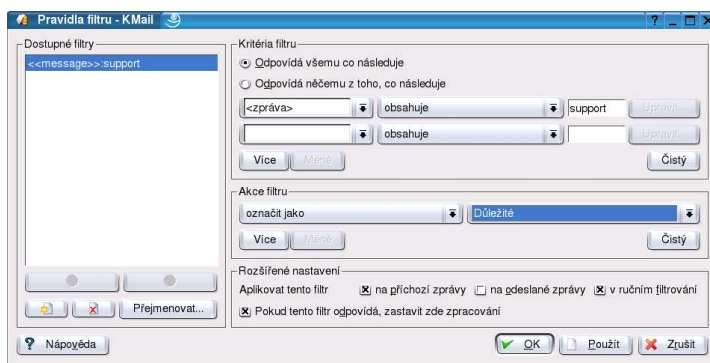 Pravidla filtru - KMail
Dostupné filtry
<<message>>:support
Přejmenovat...
Kritéria filtru
Odpovídá všemu co následuje
Odpovídá něčemu z toho, co následuje
<zpráva> obsahuje support Upravit...
obsahuje Upravit...
Více Méně Čistý
Akce filtru
označit jako Důležité
Více Méně Čistý
Rozšířené nastavení
Aplikovat tento filtr na příchozí zprávy na odeslané zprávy v ručním filtrování
Pokud tento filtr odpovídá, zastavit zde zpracování
Nápověda OK Použít Zrušit